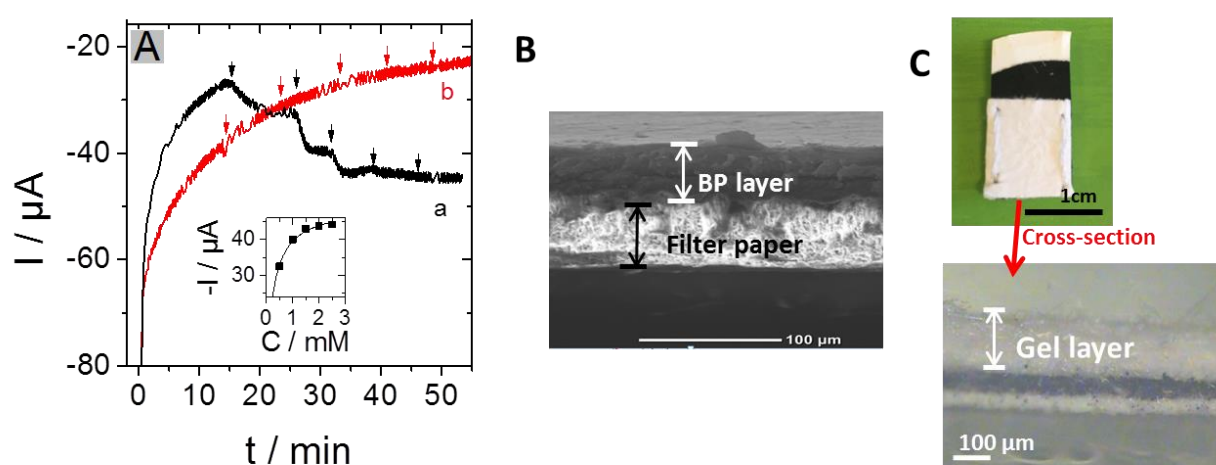 A
I / µA
-20
-40
-60
-80
0
10
20
30
40
50
t / min
b
a
-I / µA
40
30
0
1
2
3
C / mM
B
BP layer
Filter paper
100 µm
C
1cm
Cross-section
Gel layer
100 µm